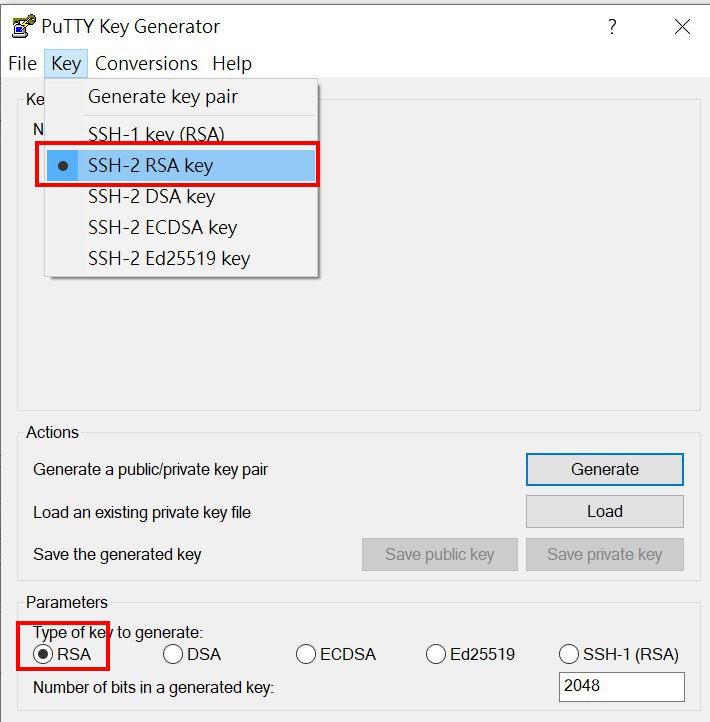 PuTTY Key Generator
?
File Key Conversions Help
Ke
Generate key pair
N
SSH-1 key (RSA)
SSH-2 RSA key
SSH-2 DSA key
SSH-2 ECDSA key
SSH-2 Ed25519 key
Actions
Generate a public/private key pair
Generate
Load an existing private key file
Load
Save the generated key
Save public key
Save private key
Parameters
Type of key to generate:
RSA DSA ECDSA Ed25519 SSH-1 (RSA)
Number of bits in a generated key:
2048